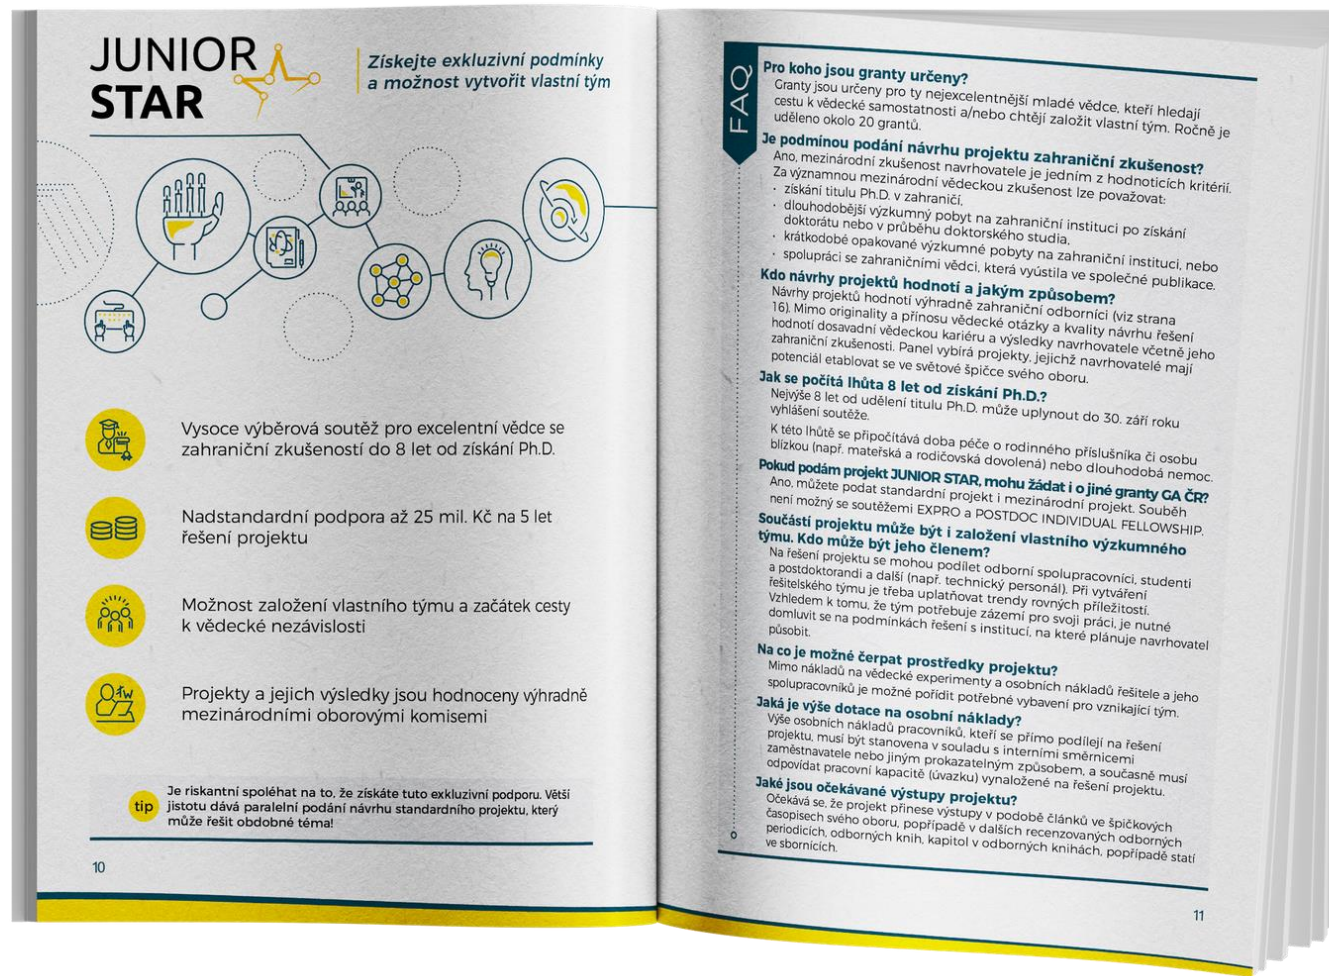 JUNIOR
STAR
Získejte exkluzivní podmínky
a možnost vytvořit vlastní tým
Vysoce výběrová soutěž pro excelentní vědce se
zahraniční zkušeností do 8 let od získání Ph.D.
Nadstandardní podpora až 25 mil. Kč na 5 let
řešení projektu
Možnost založení vlastního týmu a začátek cesty
k vědecké nezávislosti
Projekty a jejich výsledky jsou hodnoceny výhradně
mezinárodními oborovými komisemi
tip
Je riskantní spoléhat na to, že získáte tuto exkluzivní podporu. Větší
jistotu dává paralelní podání návrhu standardního projektu, který
může řešit obdobné téma!
10
FAQ
Pro koho jsou granty určeny?
Granty jsou určeny pro ty nejexcelentnější mladé vědce, kteří hledají
cestu k vědecké samostatnosti a/nebo chtějí založit vlastní tým. Ročně je
uděleno okolo 20 grantů.
Je podmínou podání návrhu projektu zahraniční zkušenost?
Ano, mezinárodní zkušenost navrhovatele je jedním z hodnoticích kritérií.
Za významnou mezinárodní vědeckou zkušenost lze považovat:
· získání titulu Ph.D. v zahraničí,
· dlouhodobější výzkumný pobyt na zahraniční instituci po získání
doktorátu nebo v průběhu doktorského studia,
· krátkodobé opakované výzkumné pobyty na zahraniční instituci, nebo
· spolupráci se zahraničními vědci, která vyústila ve společné publikace.
Kdo návrhy projektů hodnotí a jakým způsobem?
Návrhy projektů hodnotí výhradně zahraniční odborníci (viz strana
16). Mimo originality a přínosu vědecké otázky a kvality návrhu řešení
hodnotí dosavadní vědeckou kariéru a výsledky navrhovatele včetně jeho
zahraniční zkušenosti. Panel vybírá projekty, jejichž navrhovatelé mají
potenciál etablovat se ve světové špičce svého oboru.
Jak se počítá lhůta 8 let od získání Ph.D.?
Nejvýše 8 let od udělení titulu Ph.D. může uplynout do 30. září roku
vyhlášení soutěže.
K této lhůtě se připočítává doba péče o rodinného příslušníka či osobu
blízkou (např. mateřská a rodičovská dovolená) nebo dlouhodobá nemoc.
Pokud podám projekt JUNIOR STAR, mohu žádat i o jiné granty GA ČR?
Ano, můžete podat standardní projekt i mezinárodní projekt. Souběh
není možný se soutěžemi EXPRO a POSTDOC INDIVIDUAL FELLOWSHIP.
Součástí projektu může být i založení vlastního výzkumného
týmu. Kdo může být jeho členem?
Na řešení projektu se mohou podílet odborní spolupracovníci, studenti
a postdoktorandi a další (např. technický personál). Při vytváření
řešitelského týmu je třeba uplatňovat trendy rovných příležitostí.
Vzhledem k tomu, že tým potřebuje zázemí pro svoji práci, je nutné
domluvit se na podmínkách řešení s institucí, na které plánuje navrhovatel
působit.
Na co je možné čerpat prostředky projektu?
Mimo nákladů na vědecké experimenty a osobních nákladů řešitele a jeho
spolupracovníků je možné pořídit potřebné vybavení pro vznikající tým.
Jaká je výše dotace na osobní náklady?
Výše osobních nákladů pracovníků, kteří se přímo podílejí na řešení
projektu, musí být stanovena v souladu s interními směrnicemi
zaměstnavatele nebo jiným prokazatelným způsobem, a současně musí
odpovídat pracovní kapacitě (úvazku) vynaložené na řešení projektu.
Jaké jsou očekávané výstupy projektu?
Očekává se, že projekt přinese výstupy v podobě článků ve špičkových
časopisech svého oboru, popřípadě v dalších recenzovaných odborných
periodicích, odborných knih, kapitol v odborných knihách, popřípadě statí
ve sbornících.
11